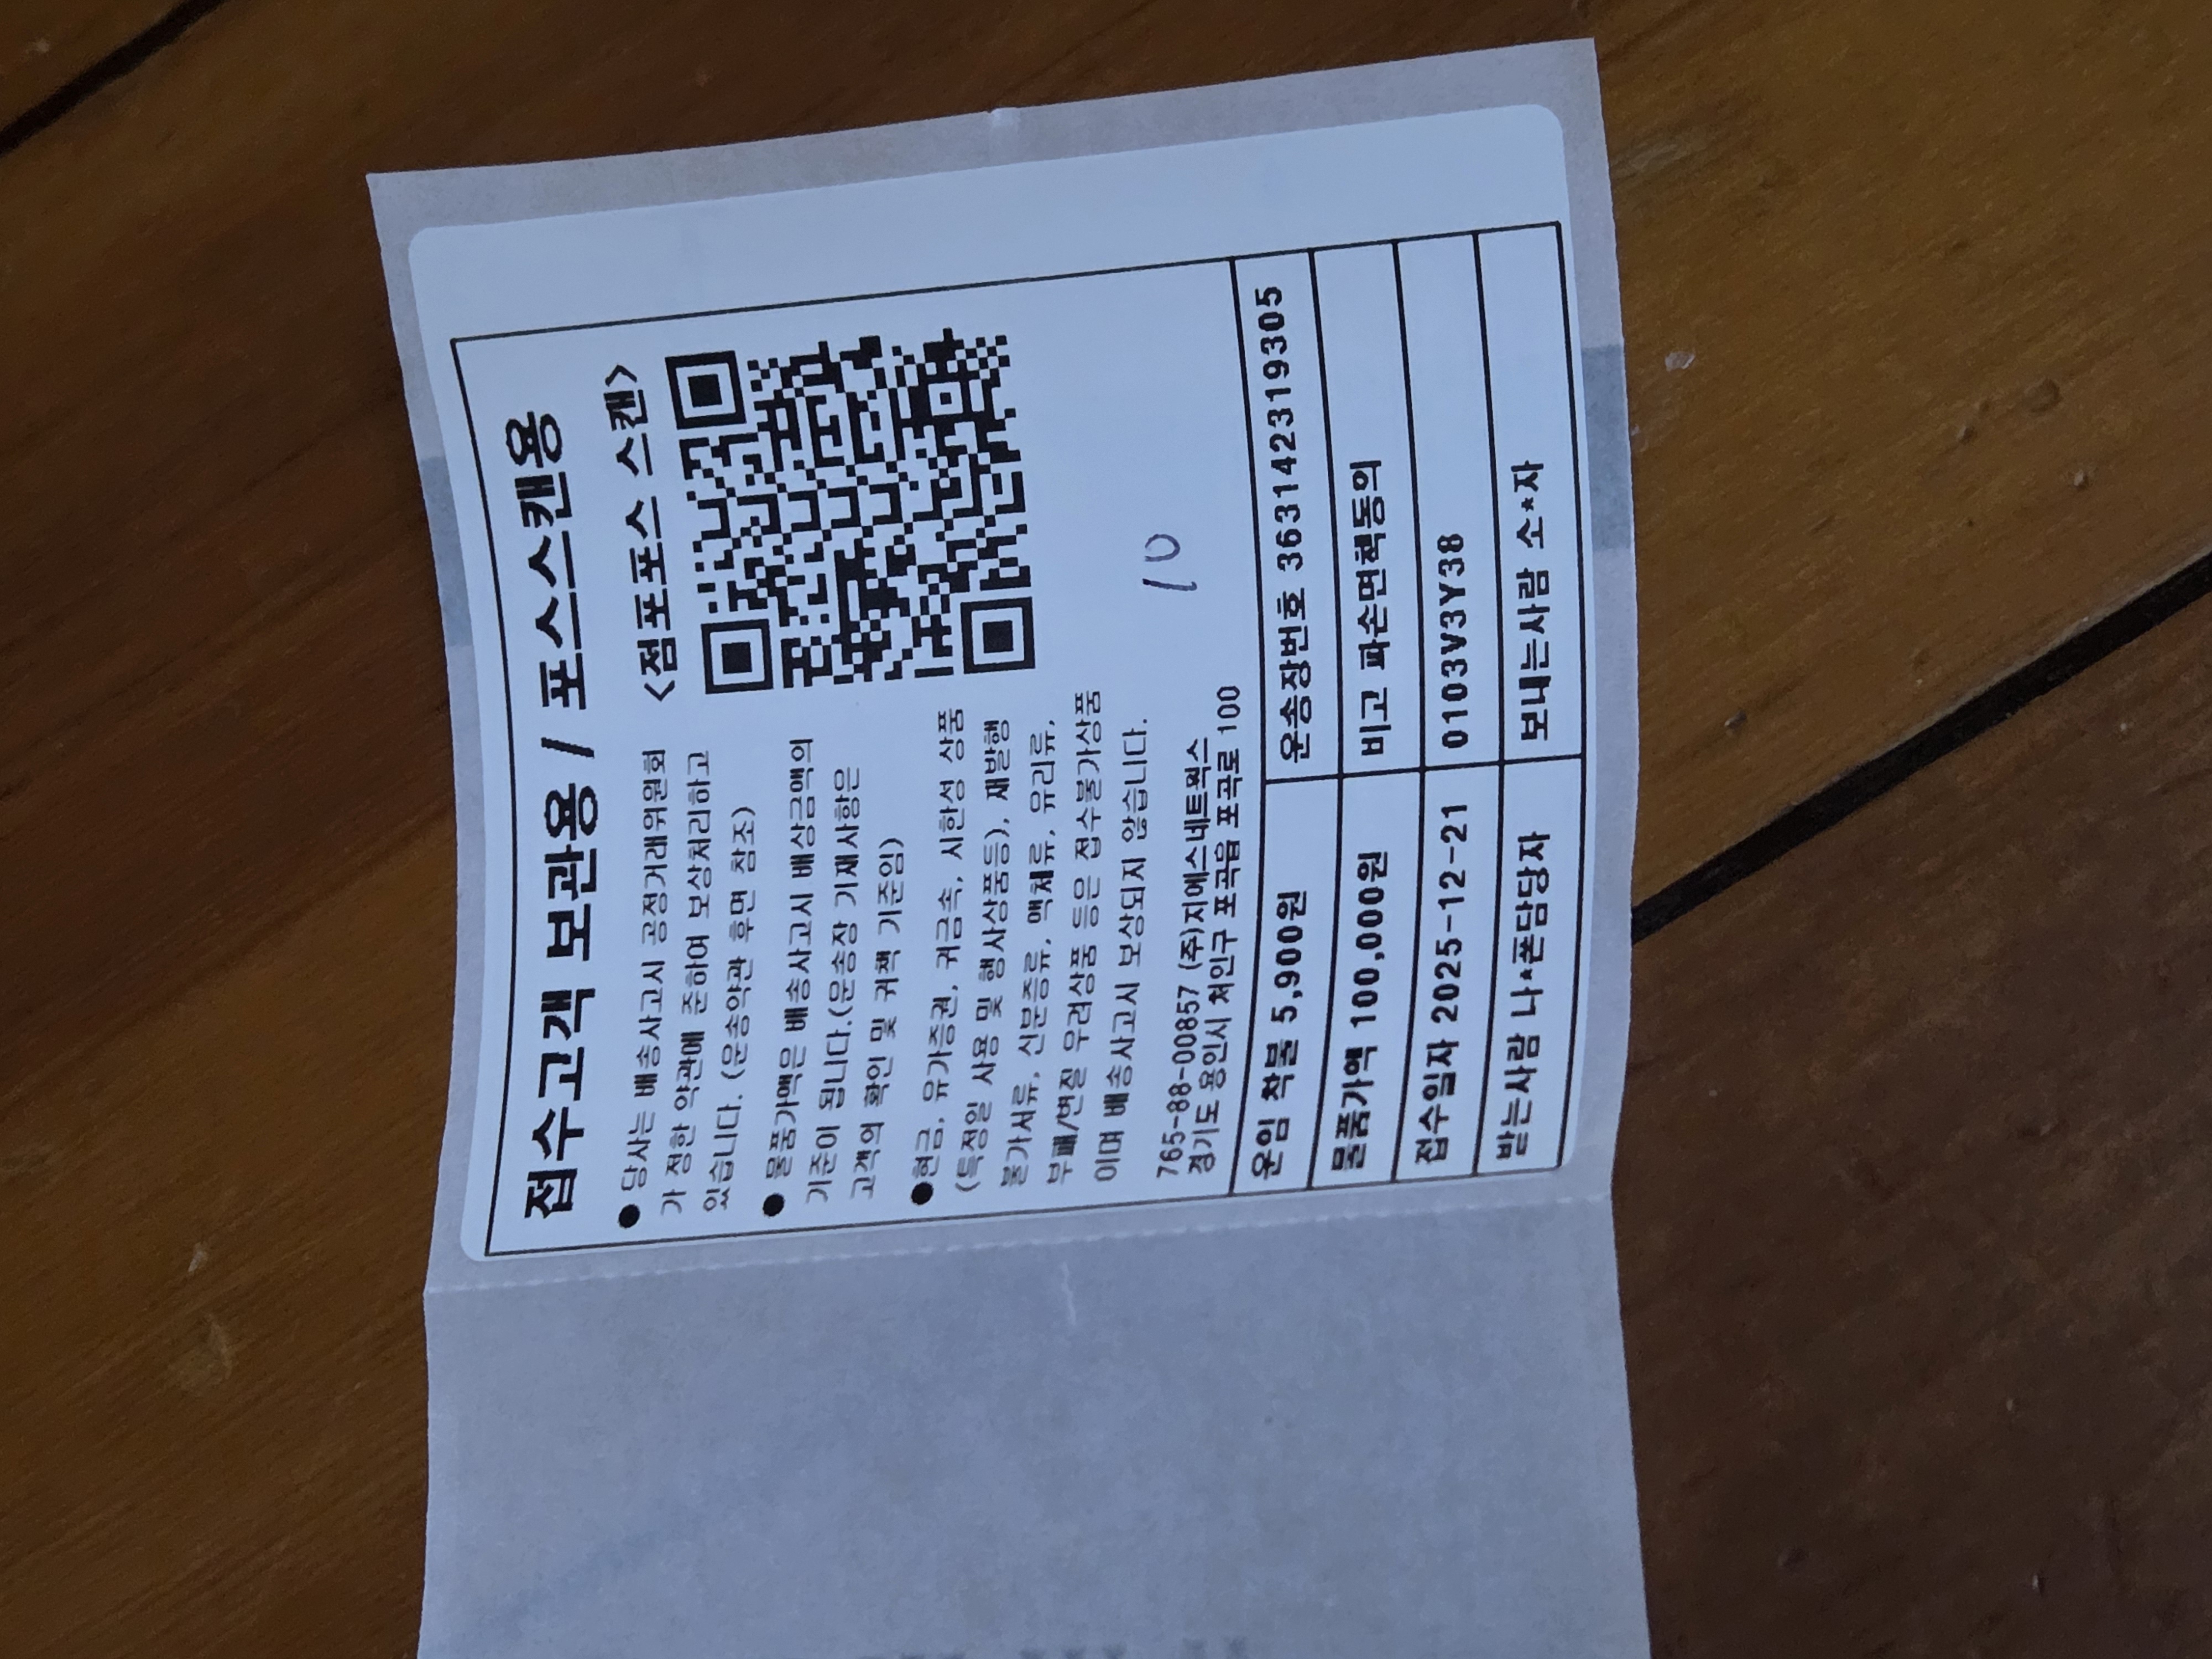 접수고객 보관용 / 포스스캔용
● 당사는 배송사고시 공정거래위원회
가 정한 약관에 준하여 보상처리하고
있습니다. (운송약관 후면 참조)
● 물품가액은 배송사고시 배상금액의
기준이 됩니다.(운송장 기재사항은
고객의 확인 및 귀책 기준임)
●현금, 유가증권, 귀금속, 시한성 상품
(특정일 사용 및 행사상품등), 재발행
불가서류, 신분증류, 액체류, 유리류,
부패/변질 우려상품 등은 접수불가상품
이며 배송사고시 보상되지 않습니다.
<점포포스 스캔>
10
765-88-00857 (주)지에스네트웍스
경기도 용인시 처인구 포곡읍 포곡로 100
운임 착불 5,900원 운송장번호 363142319305
물품가액 100,000원 비고 파손면책동의
접수일자 2025-12-21 0103V3Y38
받는사람 나*폰담당자 보내는사람 소*자